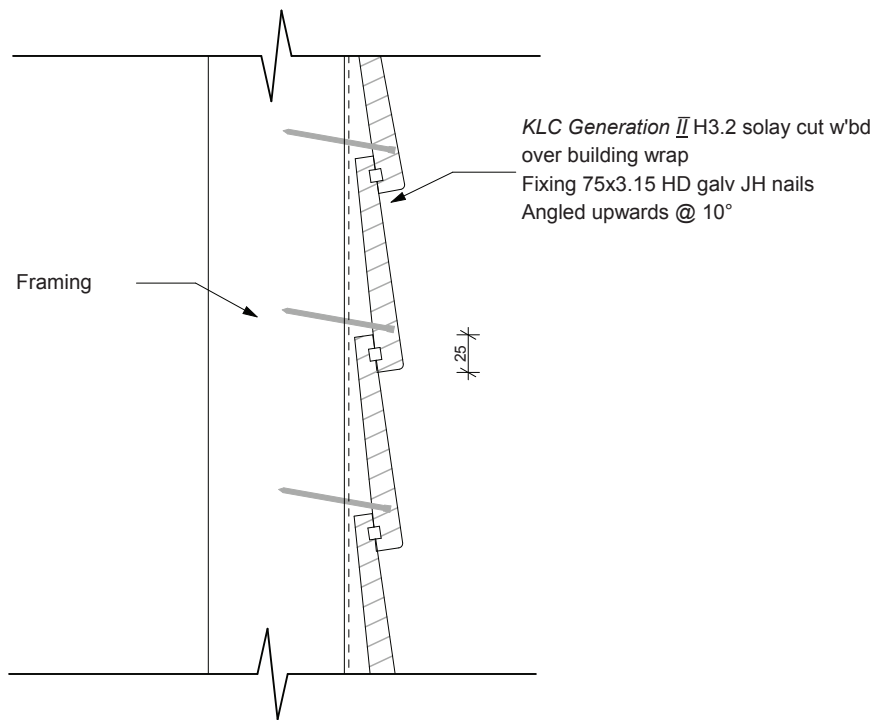 KLC Generation II H3.2 solay cut w'bd
over building wrap
Fixing 75x3.15 HD galv JH nails
Angled upwards @ 10°
Framing
25